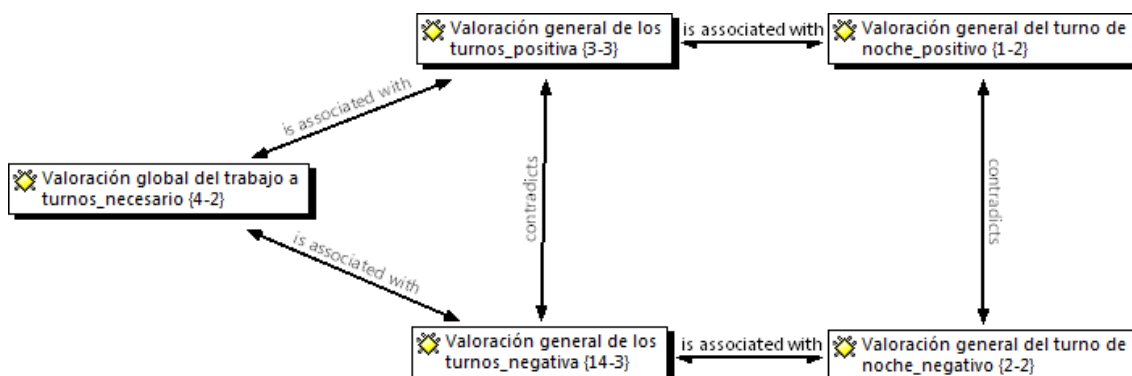 Valoración general de los
turnos_positiva {3-3}
is associated with
Valoración general del turno de
noche_positivo {1-2}
is associated with
contradicts
contradicts
Valoración global del trabajo a
turnos_necesario {4-2}
is associated with
Valoración general de los
turnos_negativa {14-3}
is associated with
Valoración general del turno de
noche_negativo {2-2}